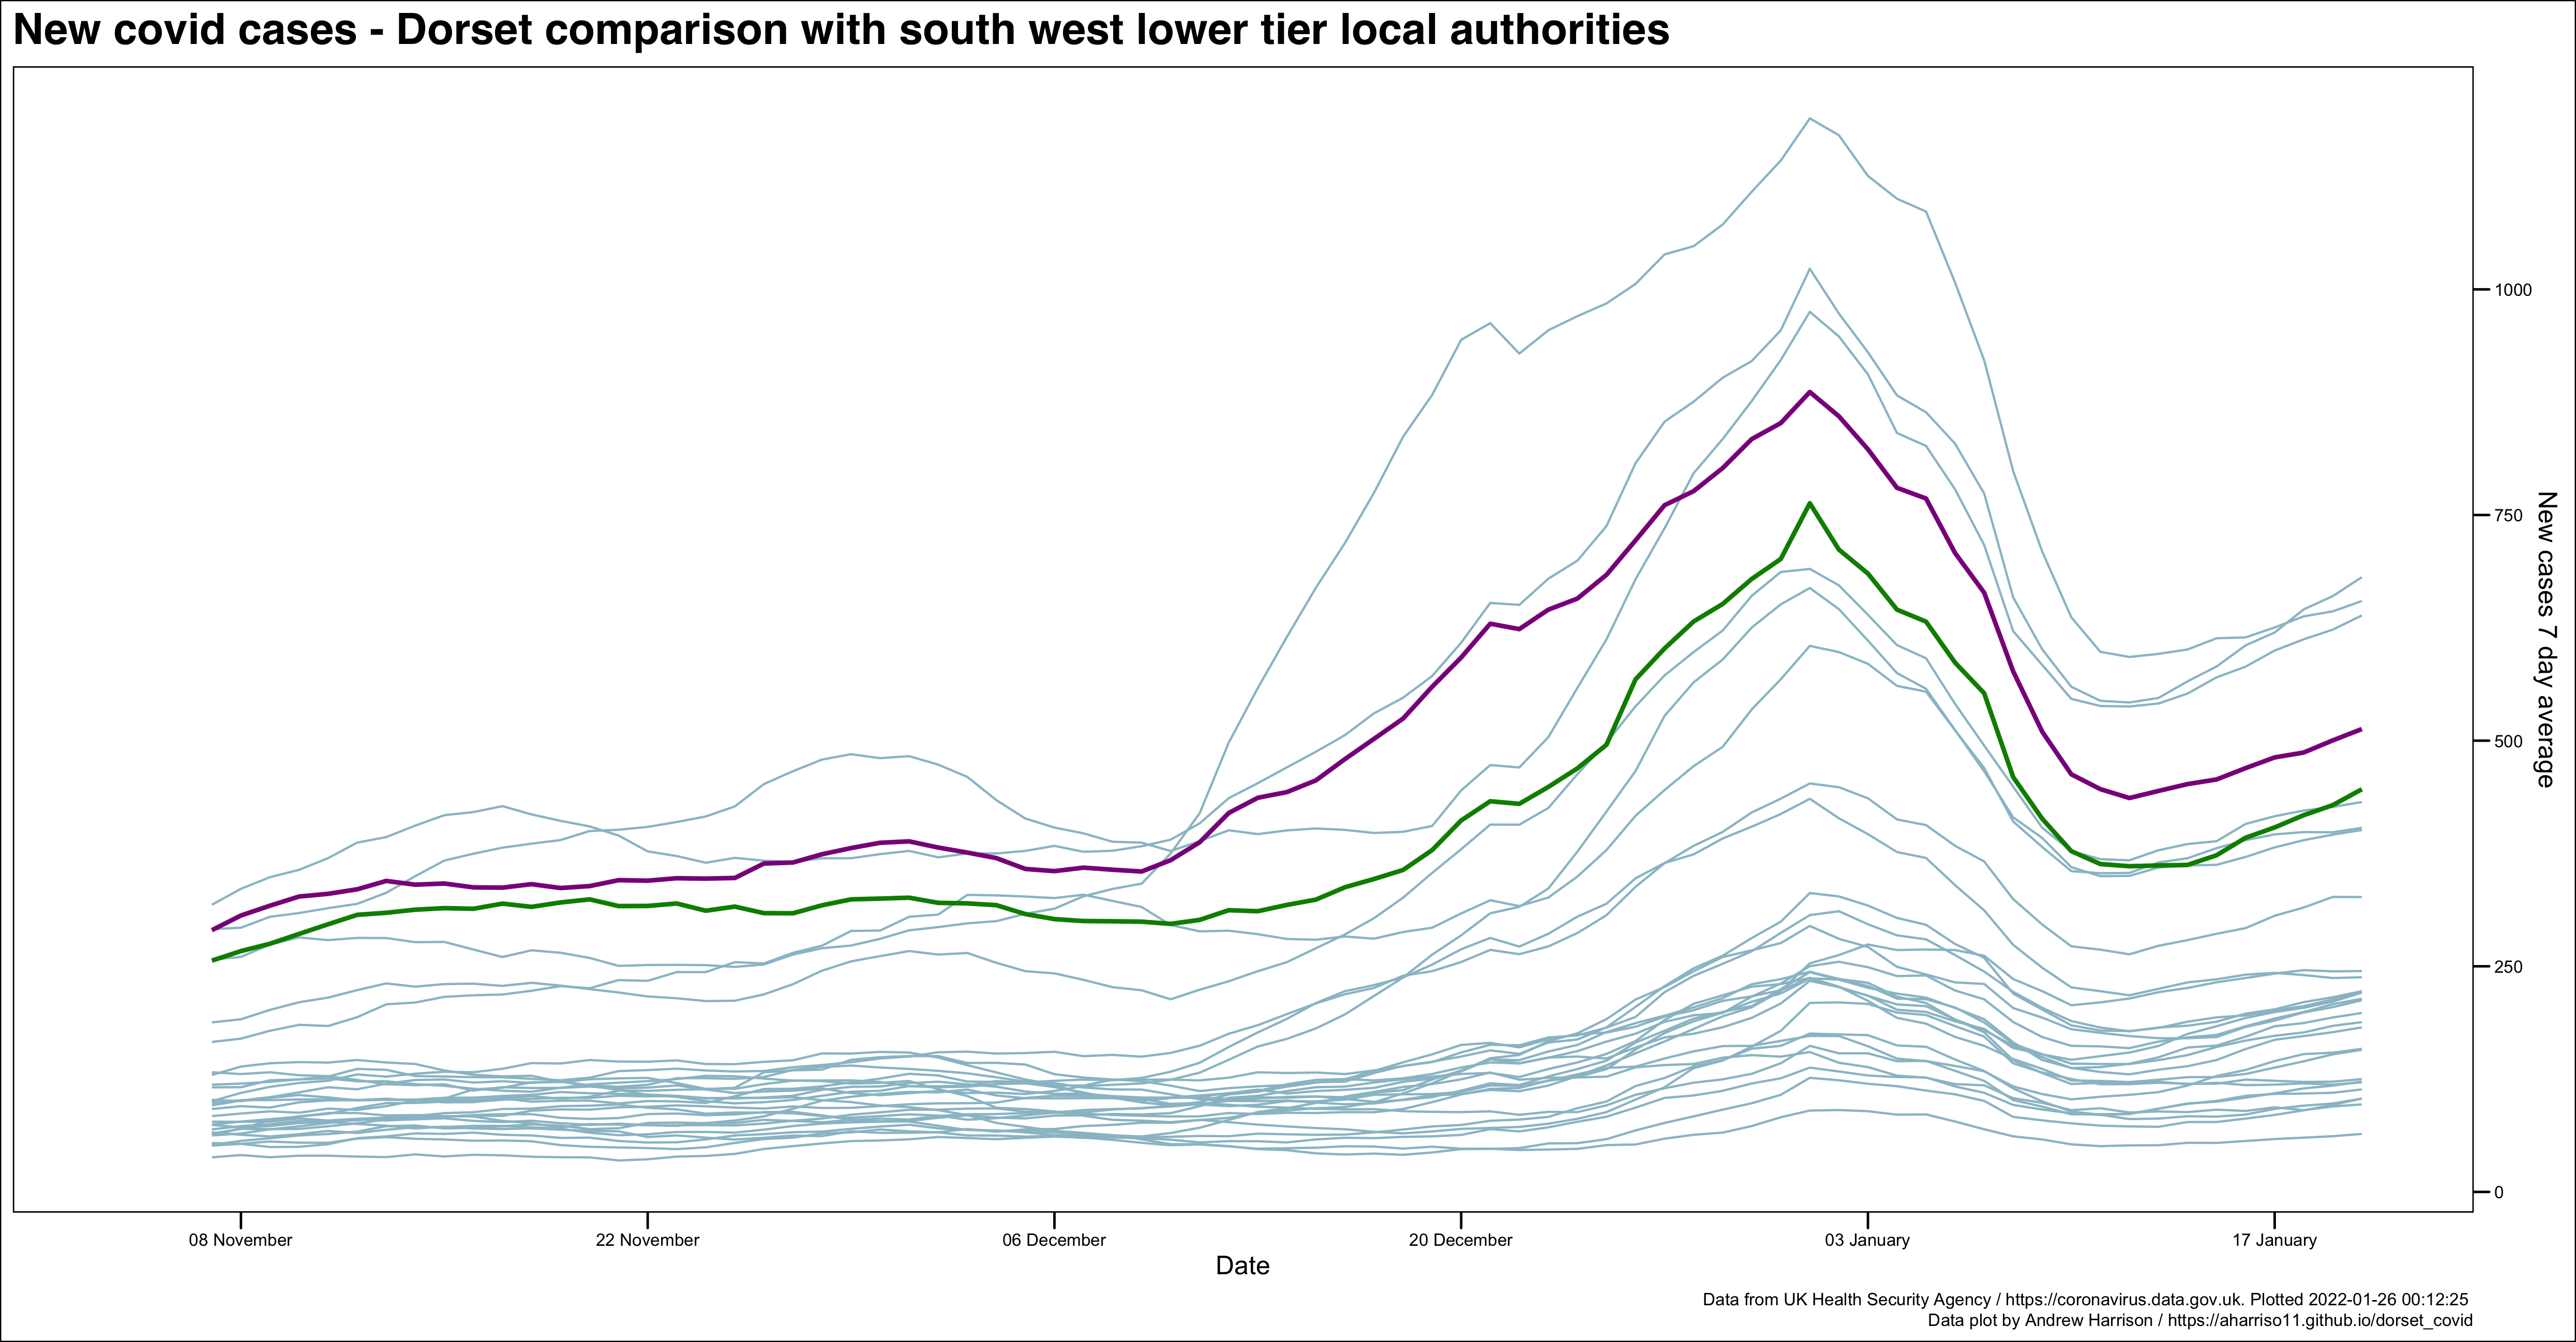 New covid cases - Dorset comparison with south west lower tier local authorities
1000
750
500
250
0
New cases 7 day average
08 November
22 November
06 December
20 December
03 January
17 January
Date
Data from UK Health Security Agency / https://coronavirus.data.gov.uk. Plotted 2022-01-26 00:12:25
Data plot by Andrew Harrison / https://aharriso11.github.io/dorset_covid